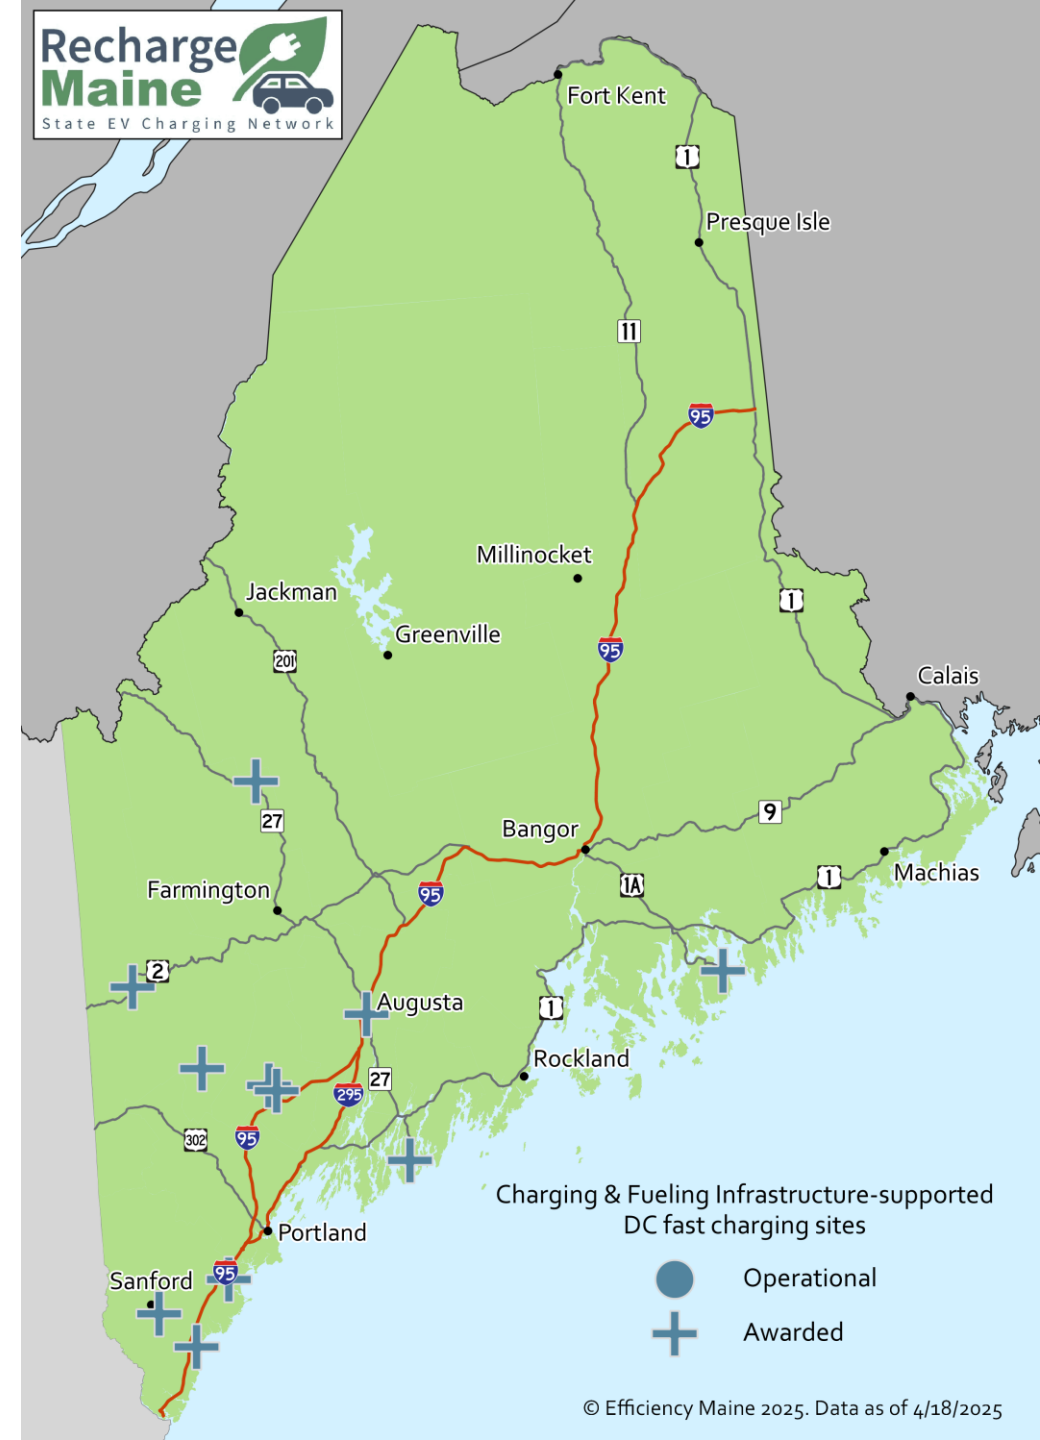 Recharge
Maine
State EV Charging Network
Fort Kent
1
Presque Isle
11
95
Millinocket
Jackman
1
Greenville
95
201
Calais
27
9
Bangor
1A
1
Machias
95
Farmington
2
Augusta
1
Rockland
27
295
302
95
Charging & Fueling Infrastructure-supported
DC fast charging sites
Portland
95
Sanford
Operational
Awarded
© Efficiency Maine 2025. Data as of 4/18/2025